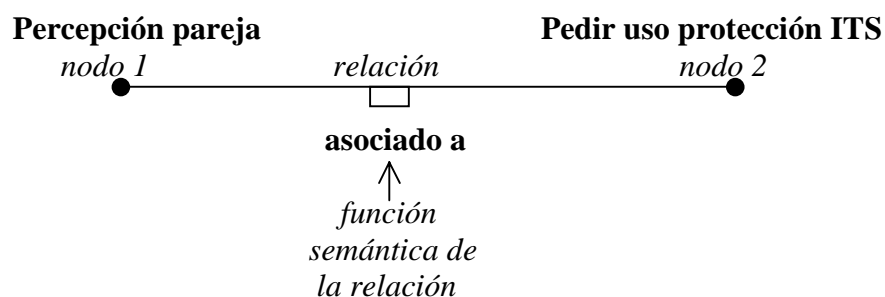 Percepción pareja Pedir uso protección ITS
nodo 1 relación nodo 2
asociado a
función
semántica de
la relación